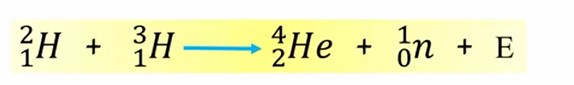 ²₁H + ³₁H ⟶ ⁴₂He + ¹₀n + E